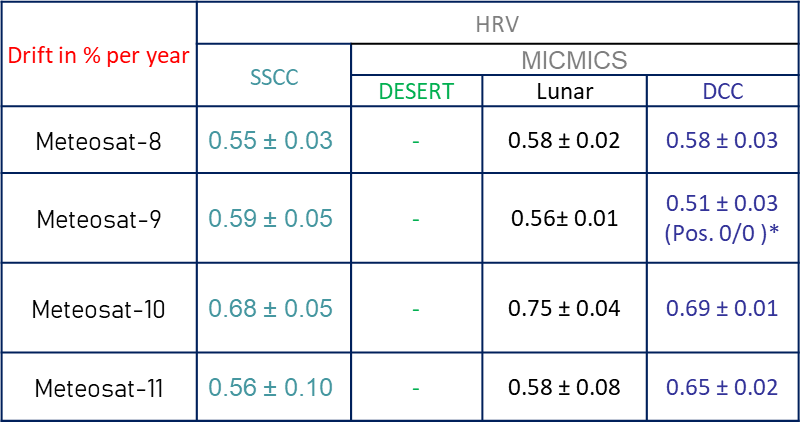 HRV
Drift in % per year
SSCC
MICMICS
DESERT
Lunar
DCC
Meteosat-8
0.55 ± 0.03
-
0.58 ± 0.02
0.58 ± 0.03
Meteosat-9
0.59 ± 0.05
-
0.56± 0.01
0.51 ± 0.03
(Pos. 0/0 )*
Meteosat-10
0.68 ± 0.05
-
0.75 ± 0.04
0.69 ± 0.01
Meteosat-11
0.56 ± 0.10
-
0.58 ± 0.08
0.65 ± 0.02